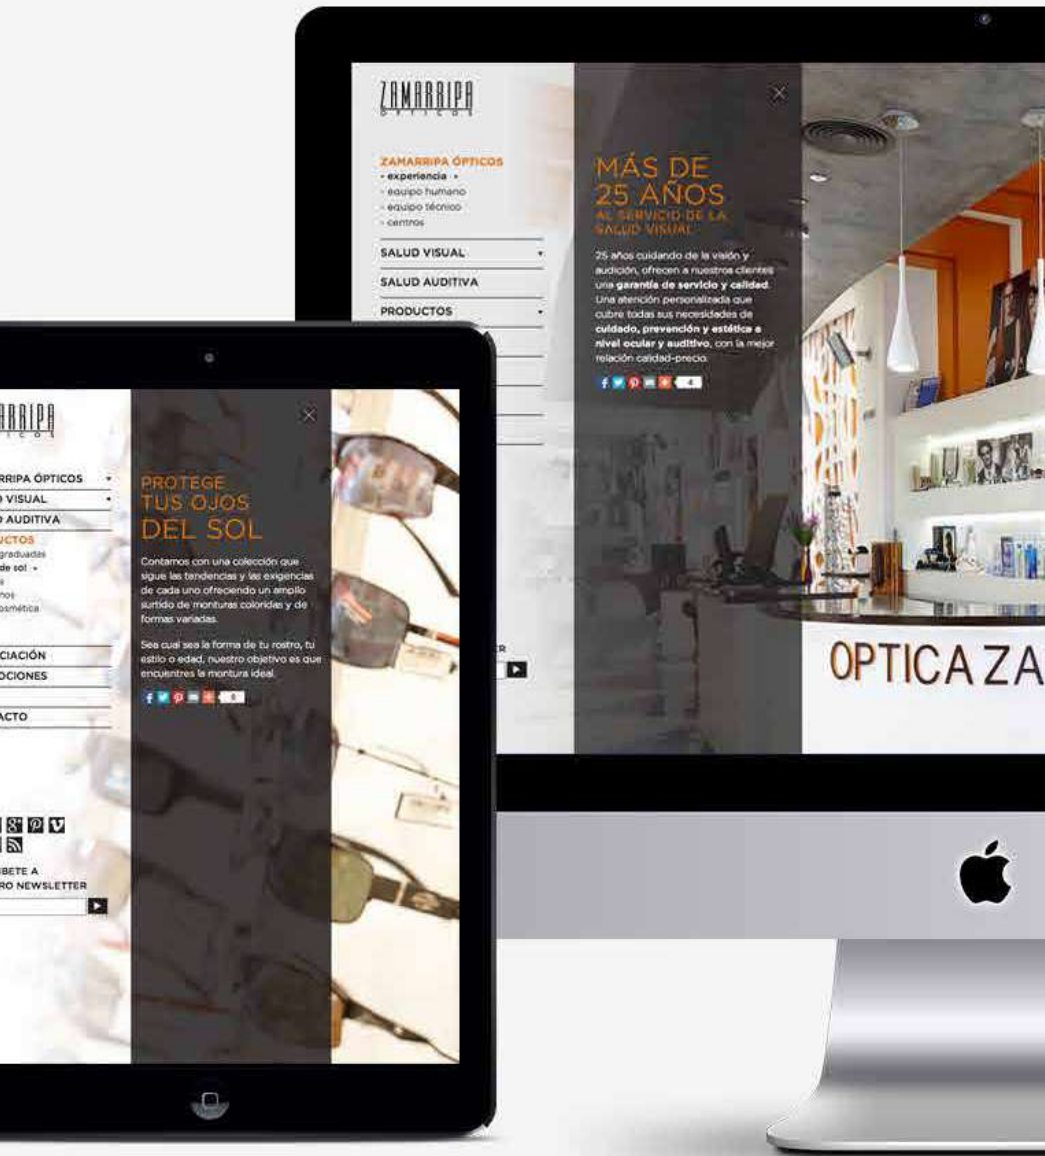 ZAMARRIPA
OPTICOS
ZAMARRIPA ÓPTICOS
- experiencia
- equipo humano
- equipo técnico
- centros
SALUD VISUAL
SALUD AUDITIVA
PRODUCTOS
MÁS DE
25 AÑOS
AL SERVICIO DE LA
SALUD VISUAL
25 años cuidando de la visión y
audición, ofrecen a nuestros clientes
una garantía de servicio y calidad.
Una atención personalizada que
cubre todas sus necesidades de
cuidado, prevención y estética a
nivel ocular y auditivo, con la mejor
relación calidad-precio.
4
OPTICA ZA
ARRIPA
TICOS
RRIPA ÓPTICOS
VISUAL
AUDITIVA
UCTOS
graduadas
de sol
osmética
CIACIÓN
OCIONES
ACTO
BETE A
RO NEWSLETTER
PROTEGE
TUS OJOS
DEL SOL
Contamos con una colección que
sigue las tendencias y las exigencias
de cada uno ofreciendo un amplio
surtido de monturas coloridas y de
formas variadas.
Sea cual sea la forma de tu rostro, tu
estilo o edad, nuestro objetivo es que
encuentres la montura ideal.